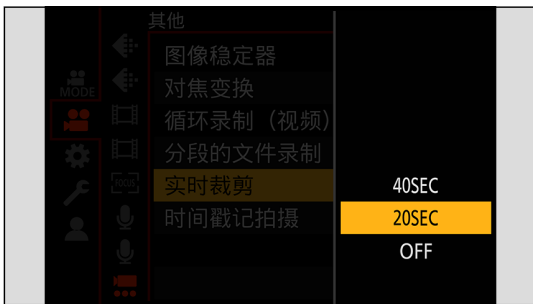 其他
图像稳定器
对焦变换
MODE
循环录制（视频）
分段的文件录制
FOCUS
实时裁剪
时间戳记拍摄
40SEC
20SEC
OFF